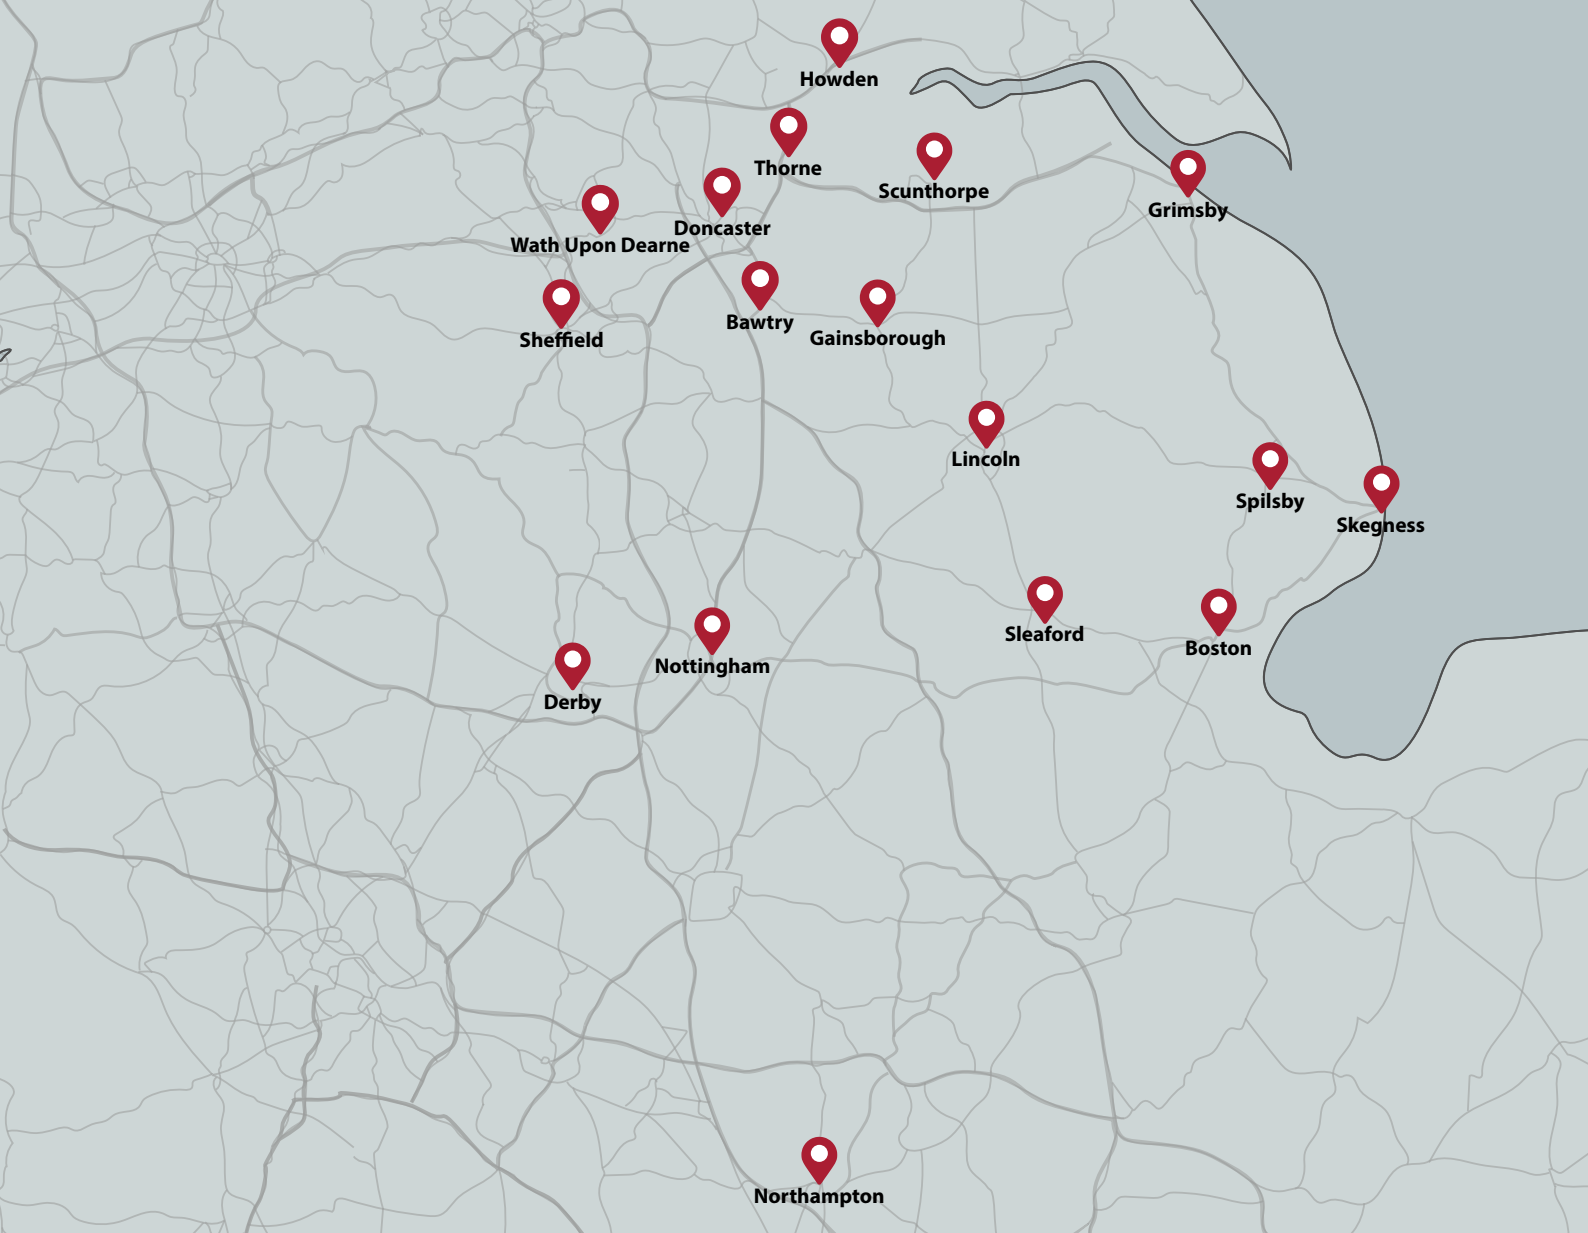 Howden
Thorne
Scunthorpe
Grimsby
Doncaster
Wath Upon Dearne
Bawtry
Sheffield
Gainsborough
Lincoln
Spilsby
Skegness
Sleaford
Boston
Nottingham
Derby
Northampton